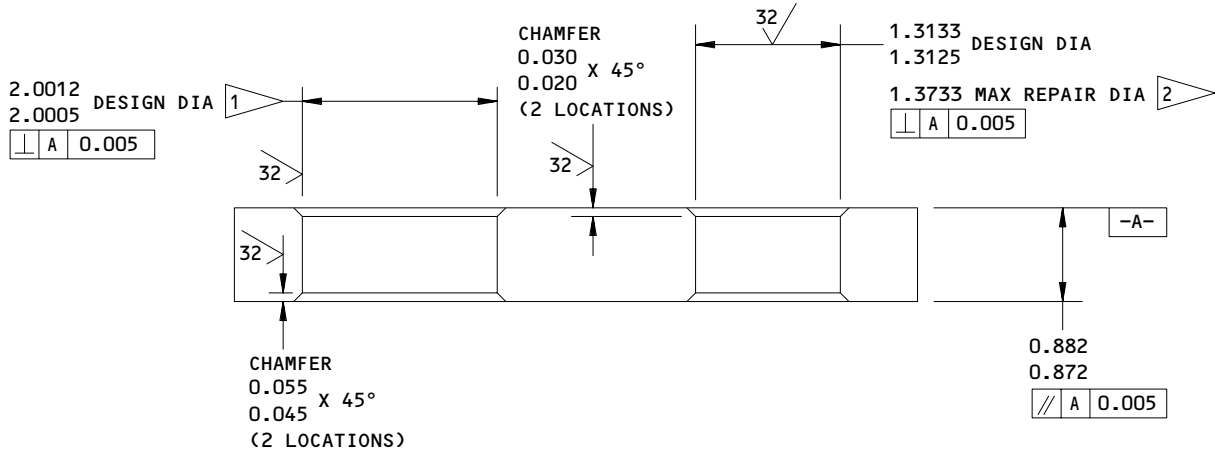 32
CHAMFER
0.030
0.020 X 45°
(2 LOCATIONS)
1.3133
1.3125 DESIGN DIA
1.3733 MAX REPAIR DIA 2
⊥ A 0.005
2.0012
2.0005 DESIGN DIA 1
⊥ A 0.005
32
32
-A-
32
CHAMFER
0.055
0.045 X 45°
(2 LOCATIONS)
0.882
0.872
// A 0.005